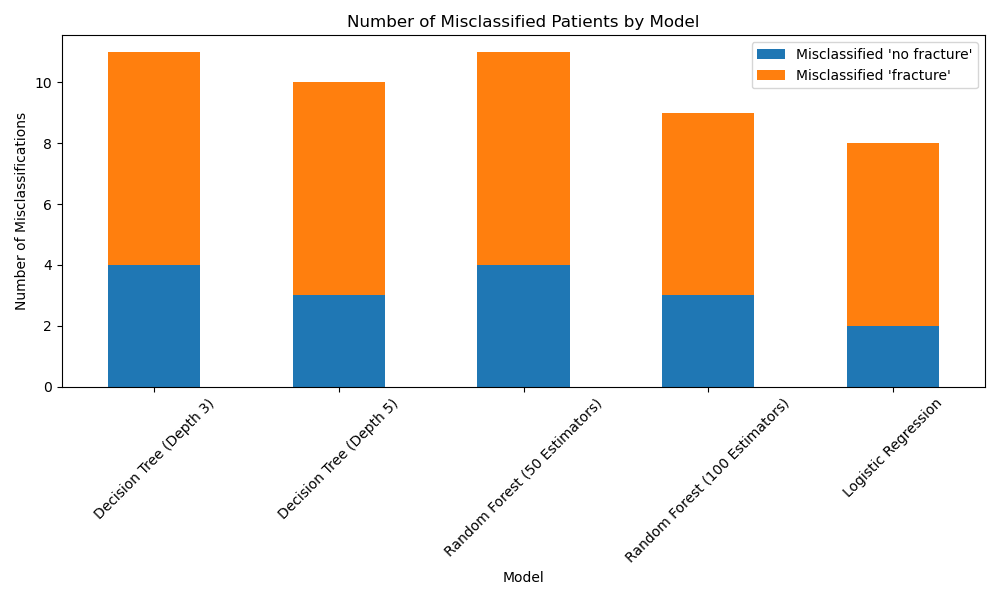 Number of Misclassified Patients by Model
Misclassified 'no fracture'
Misclassified 'fracture'
Number of Misclassifications
10
8
6
4
2
0
Decision Tree (Depth 3)
Decision Tree (Depth 5)
Random Forest (50 Estimators)
Random Forest (100 Estimators)
Logistic Regression
Model